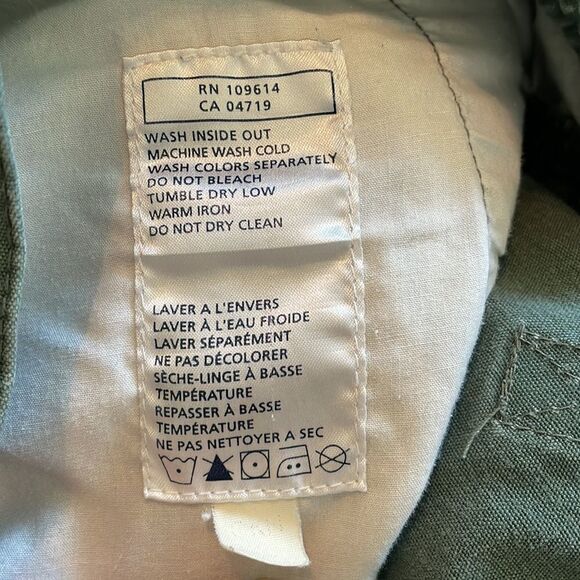 RN 109614
CA 04719
WASH INSIDE OUT
MACHINE WASH COLD
WASH COLORS SEPARATELY
DO NOT BLEACH
TUMBLE DRY LOW
WARM IRON
DO NOT DRY CLEAN
LAVER A L'ENVERS
LAVER À L'EAU FROIDE
LAVER SÉPARÉMENT
NE PAS DÉCOLORER
SÈCHE-LINGE À BASSE
TEMPÉRATURE
REPASSER À BASSE
TEMPÉRATURE
NE PAS NETTOYER A SEC